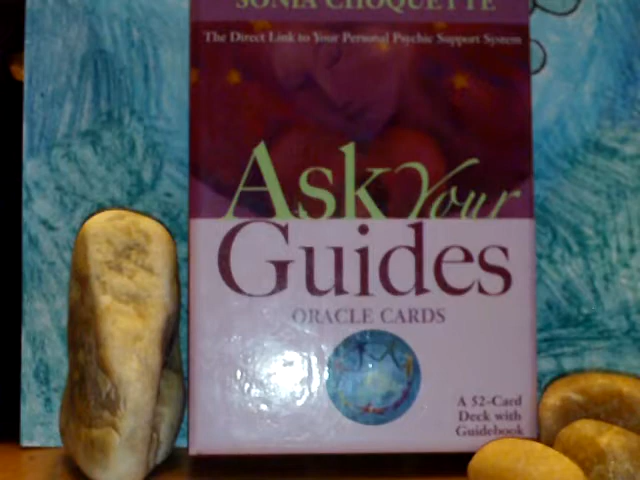 SONIA CHOQUETTE
The Direct Link to Your Personal Psychic Support System
Ask Your
Guides
ORACLE CARDS
A 52-Card
Deck with
Guidebook